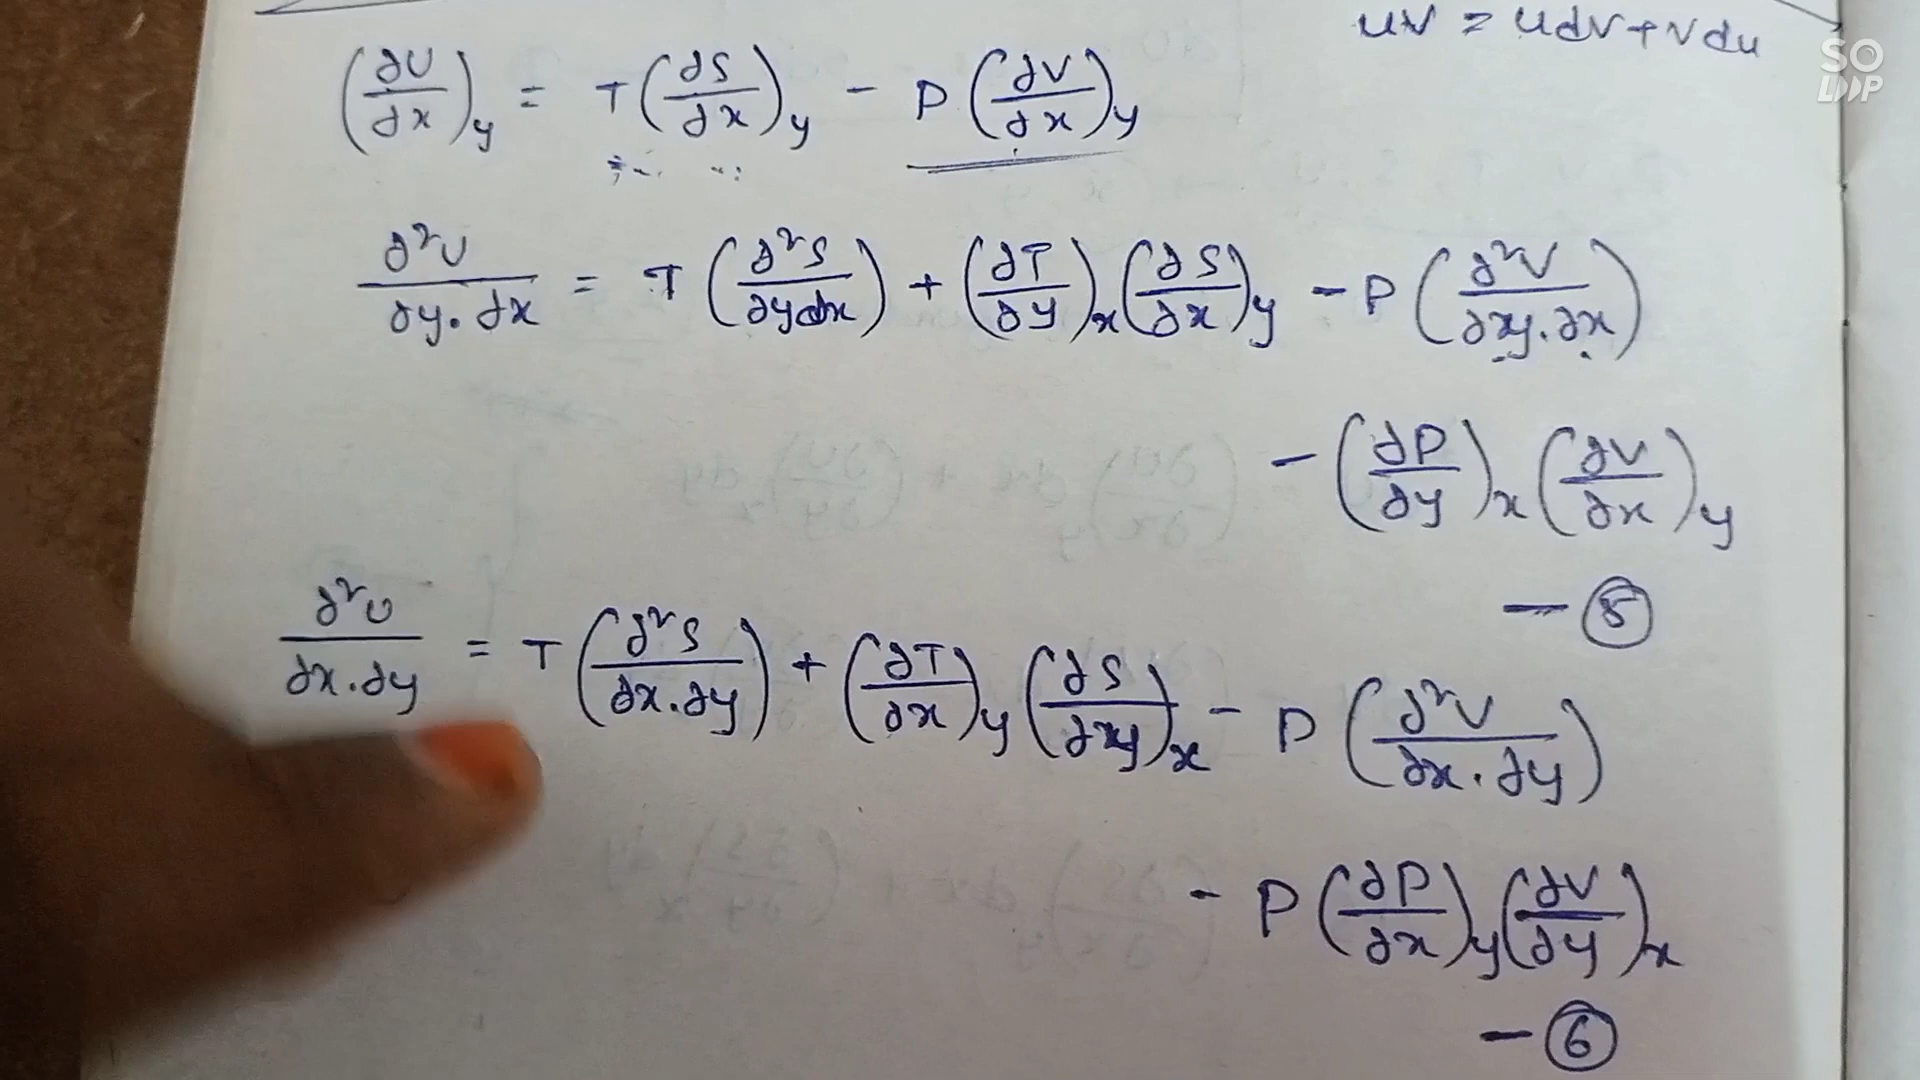 uv = udv+vdu
SO LOOP
(∂U/∂x)_y = T(∂S/∂x)_y - P(∂V/∂x)_y
∂²U/∂y.∂x = T(∂²S/∂y∂x) + (∂T/∂y)_x(∂S/∂x)_y - P(∂²V/∂y.∂x)
- (∂P/∂y)_x(∂V/∂x)_y
— ⑤
∂²U/∂x.∂y = T(∂²S/∂x.∂y) + (∂T/∂x)_y(∂S/∂y)_x - P(∂²V/∂x.∂y)
- P(∂P/∂x)_y(∂V/∂y)_x
— ⑥